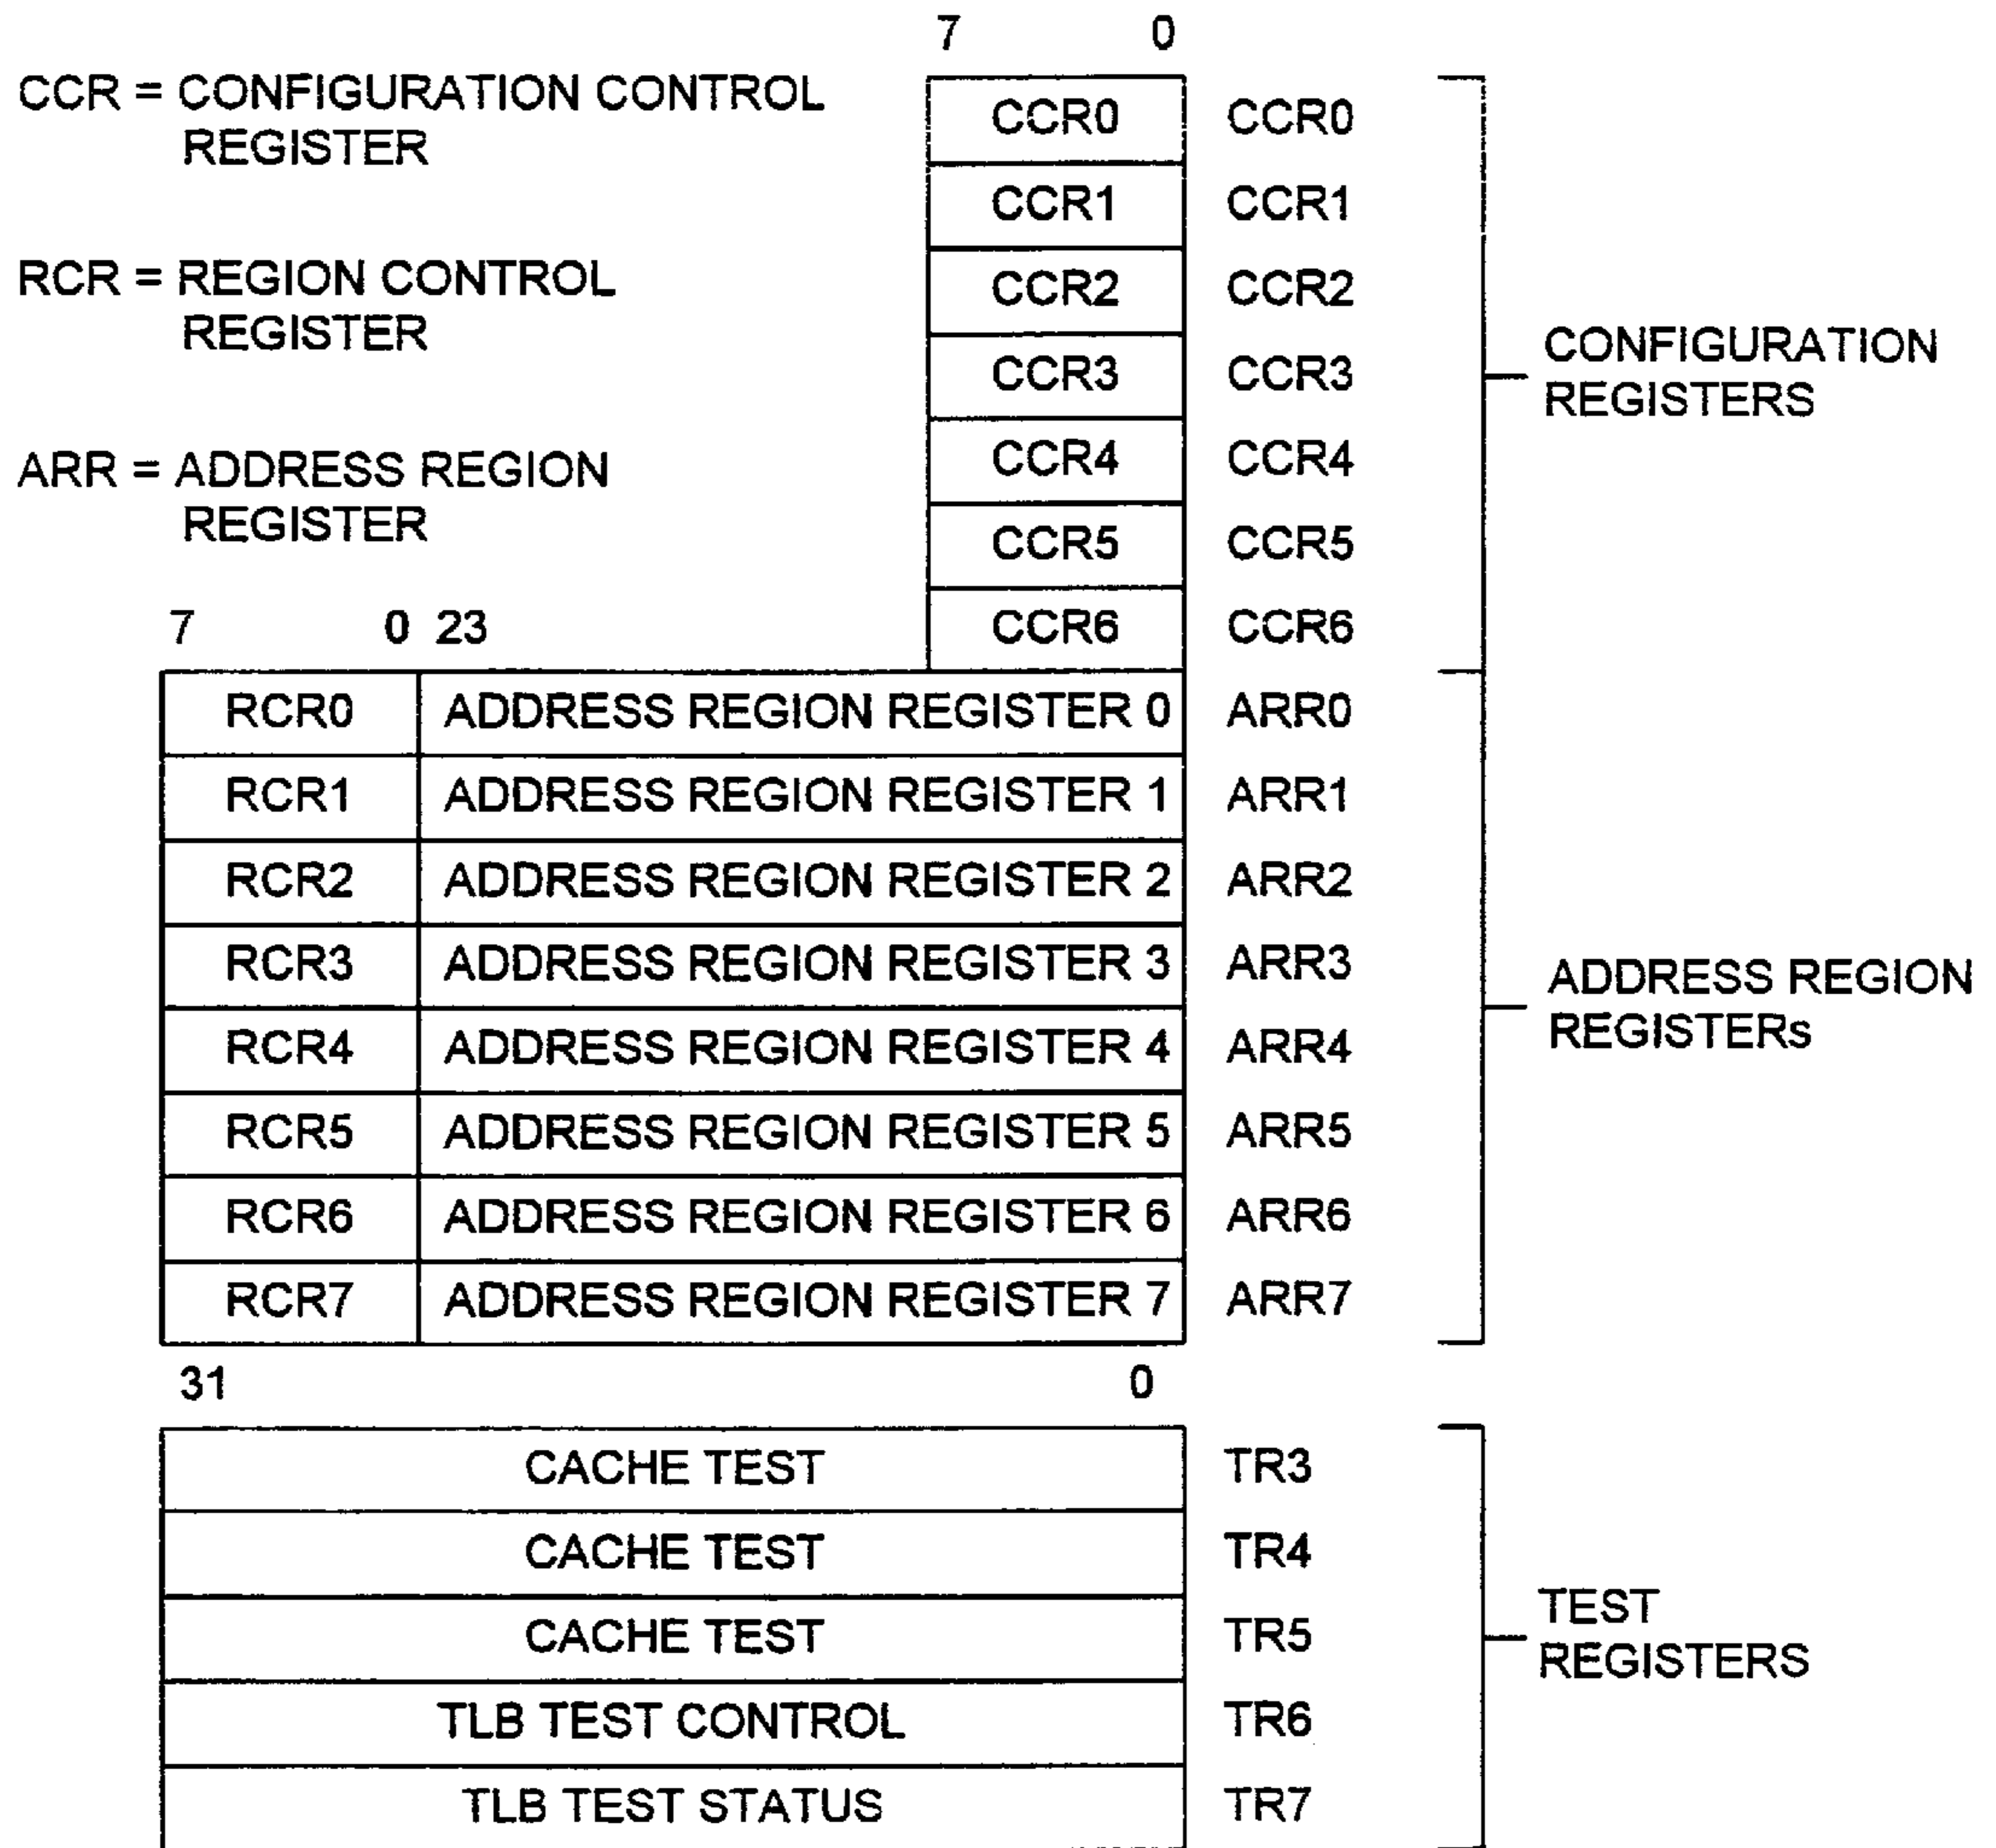 7 0
CCR = CONFIGURATION CONTROL
REGISTER
CCR0 CCR0
CCR1 CCR1
RCR = REGION CONTROL
REGISTER
CCR2 CCR2
CCR3 CCR3
CONFIGURATION
REGISTERS
ARR = ADDRESS REGION
REGISTER
CCR4 CCR4
CCR5 CCR5
7 0 23
CCR6 CCR6
RCR0 ADDRESS REGION REGISTER 0 ARR0
RCR1 ADDRESS REGION REGISTER 1 ARR1
RCR2 ADDRESS REGION REGISTER 2 ARR2
RCR3 ADDRESS REGION REGISTER 3 ARR3
ADDRESS REGION
REGISTERs
RCR4 ADDRESS REGION REGISTER 4 ARR4
RCR5 ADDRESS REGION REGISTER 5 ARR5
RCR6 ADDRESS REGION REGISTER 6 ARR6
RCR7 ADDRESS REGION REGISTER 7 ARR7
31 0
CACHE TEST TR3
CACHE TEST TR4
CACHE TEST TR5
TEST
REGISTERS
TLB TEST CONTROL TR6
TLB TEST STATUS TR7